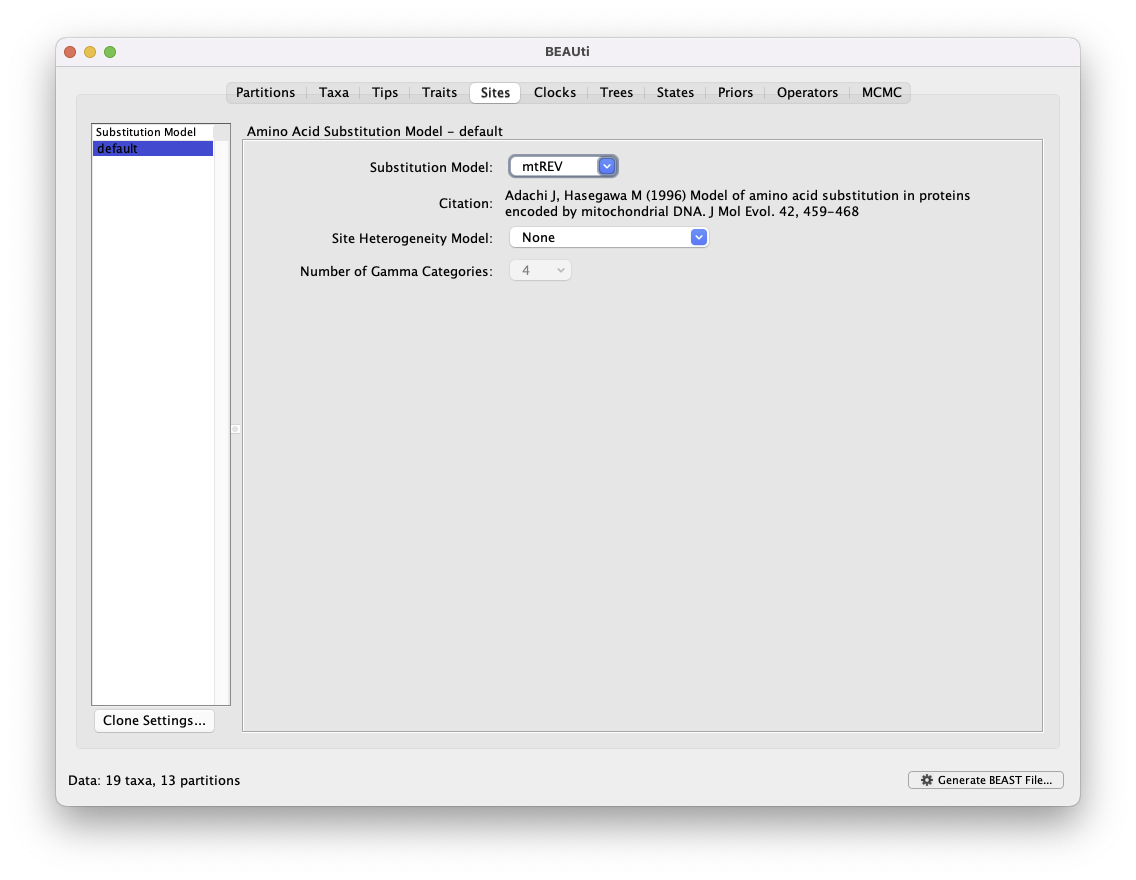 BEAUti
Partitions Taxa Tips Traits Sites Clocks Trees States Priors Operators MCMC
Substitution Model
default
Amino Acid Substitution Model – default
Substitution Model: mtREV
Citation: Adachi J, Hasegawa M (1996) Model of amino acid substitution in proteins
encoded by mitochondrial DNA. J Mol Evol. 42, 459–468
Site Heterogeneity Model: None
Number of Gamma Categories: 4
Clone Settings...
Data: 19 taxa, 13 partitions
Generate BEAST File...